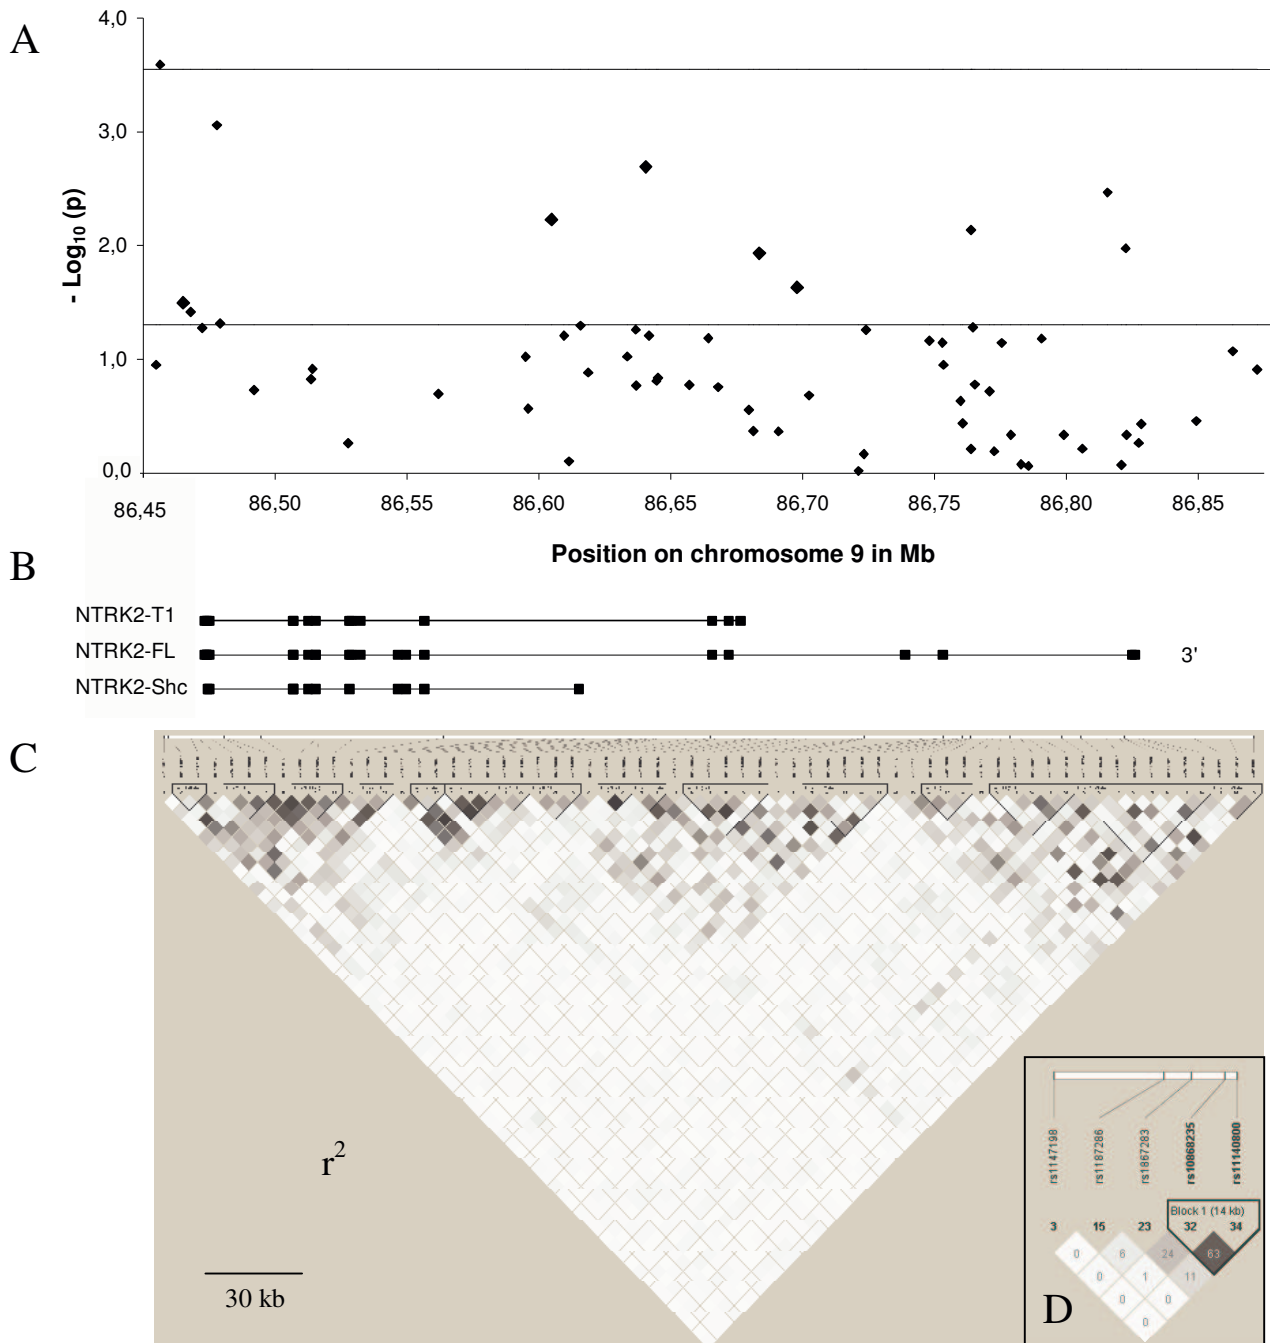 A
4,0
3,0
2,0
1,0
0,0
- Log10 (p)
86,45 86,50 86,55 86,60 86,65 86,70 86,75 86,80 86,85
Position on chromosome 9 in Mb
B
NTRK2-T1
NTRK2-FL 3'
NTRK2-Shc
C
r2
30 kb
rs1147198 rs1187286 rs1867283 rs10868235 rs11140800
Block 1 (14 kb)
3 15 23 32 34
0 6 24 63
0 1 11
0 0
0
D